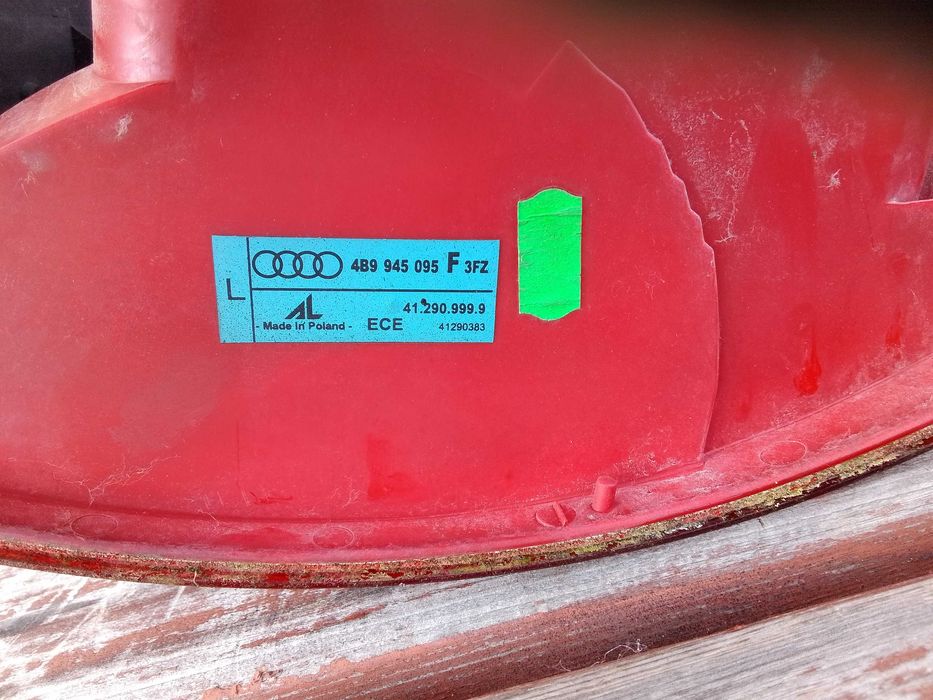 L
4B9 945 095 F 3FZ
41.290.999.9
AL
- Made in Poland - ECE 41290383